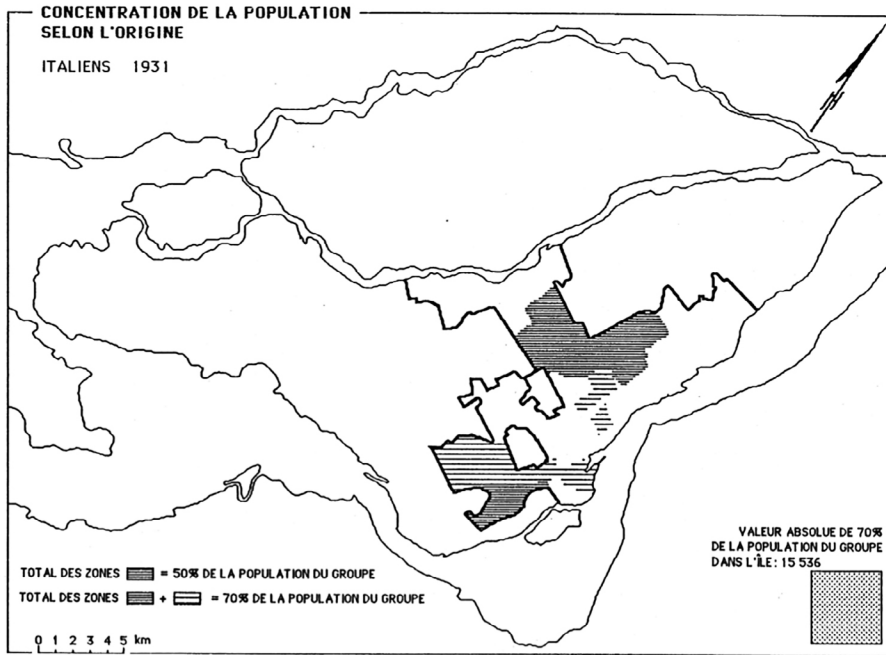 CONCENTRATION DE LA POPULATION
SELON L'ORIGINE
ITALIENS 1931
N
VALEUR ABSOLUE DE 70%
DE LA POPULATION DU GROUPE
DANS L'ÎLE: 15 536
TOTAL DES ZONES = 50% DE LA POPULATION DU GROUPE
TOTAL DES ZONES + = 70% DE LA POPULATION DU GROUPE
0 1 2 3 4 5 km